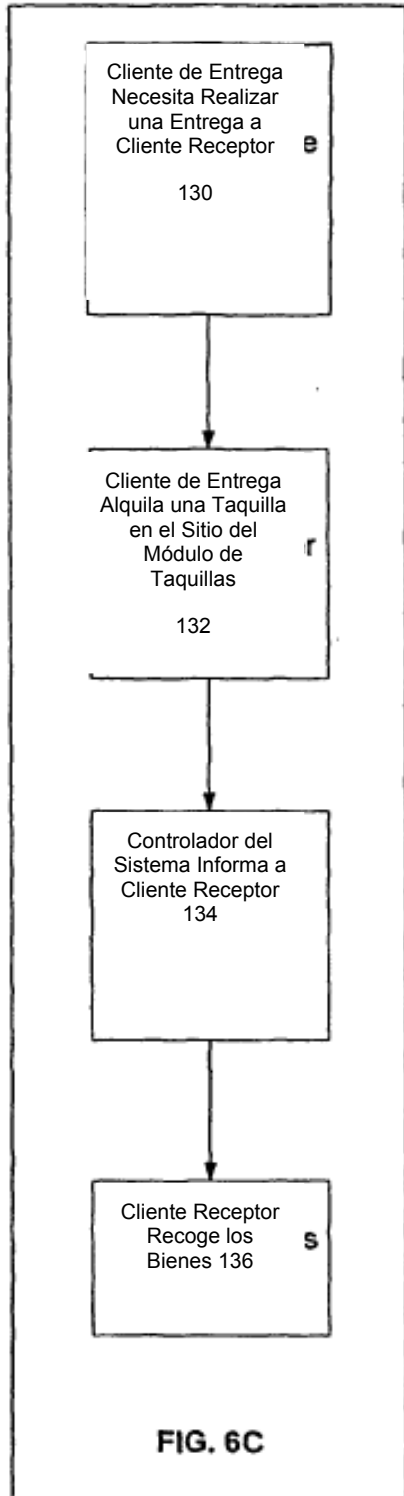 Cliente de Entrega
Necesita Realizar
una Entrega a
Cliente Receptor
e
130
Cliente de Entrega
Alquila una Taquilla
en el Sitio del
Módulo de
Taquillas
r
132
Controlador del
Sistema Informa a
Cliente Receptor
134
Cliente Receptor
Recoge los
Bienes 136
s
FIG. 6C